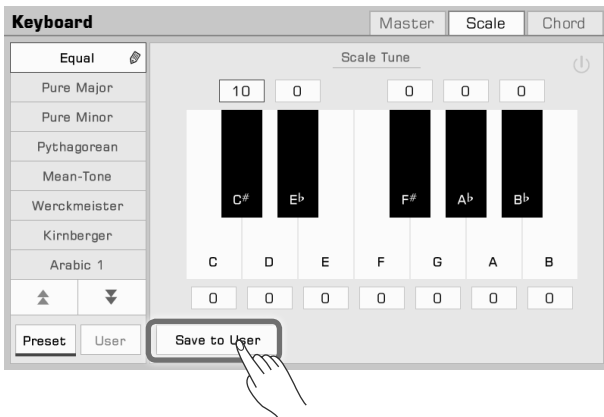 Keyboard
Master Scale Chord
Equal
Pure Major
Pure Minor
Pythagorean
Mean-Tone
Werckmeister
Kirnberger
Arabic 1
Preset User
Scale Tune
10 0 0 0 0
C# E♭ F# A♭ B♭
C D E F G A B
0 0 0 0 0 0 0
Save to User